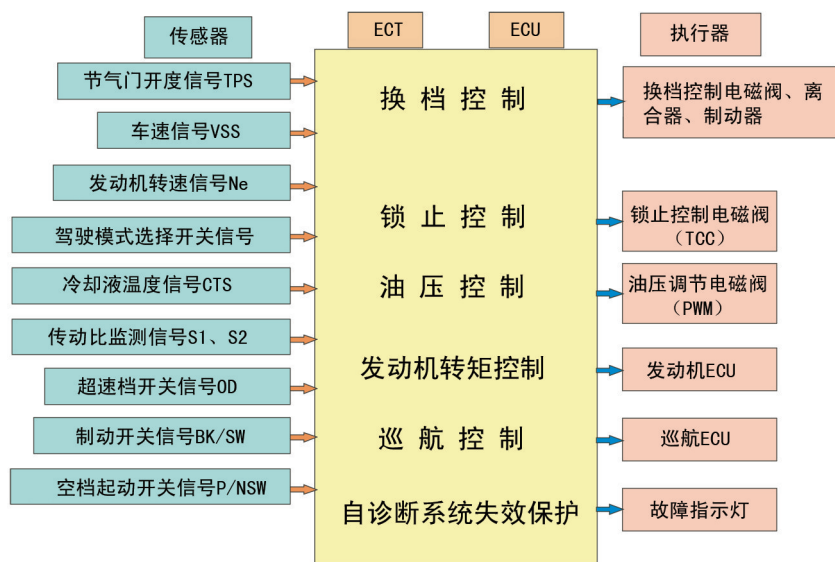 传感器
ECT
ECU
执行器
节气门开度信号TPS
车速信号VSS
发动机转速信号Ne
驾驶模式选择开关信号
冷却液温度信号CTS
传动比监测信号S1、S2
超速档开关信号OD
制动开关信号BK/SW
空档起动开关信号P/NSW
换档控制
锁止控制
油压控制
发动机转矩控制
巡航控制
自诊断系统失效保护
换档控制电磁阀、离
合器、制动器
锁止控制电磁阀
（TCC）
油压调节电磁阀
（PWM）
发动机ECU
巡航ECU
故障指示灯